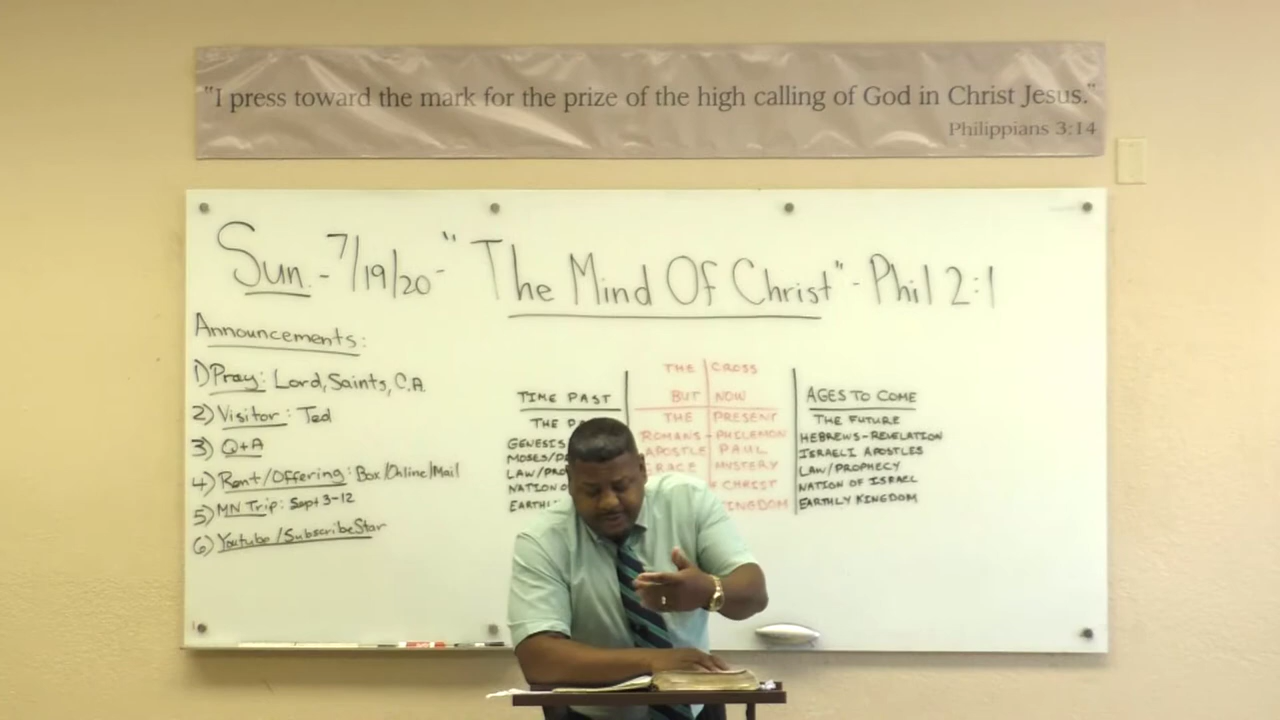 "I press toward the mark for the prize of the high calling of God in Christ Jesus."
Philippians 3:14
Sun. - 7/19/20 - "The Mind Of Christ" - Phil 2:1
Announcements:
1) Pray: Lord, Saints, C.A.
2) Visitor: Ted
3) Q+A
4) Rent/Offering: Box/Online/Mail
5) MN Trip: Sept 3-12
6) Youtube/SubscribeStar
TIME PAST
THE
GENESIS
MOSES/
LAW/
NATION
THE CROSS
BUT NOW
THE PRESENT
ROMANS-PHILEMON
APOSTLE PAUL
GRACE MYSTERY
CHRIST
AGES TO COME
THE FUTURE
HEBREWS-REVELATION
ISRAELI APOSTLES
LAW/PROPHECY
NATION OF ISRAEL
EARTHLY KINGDOM